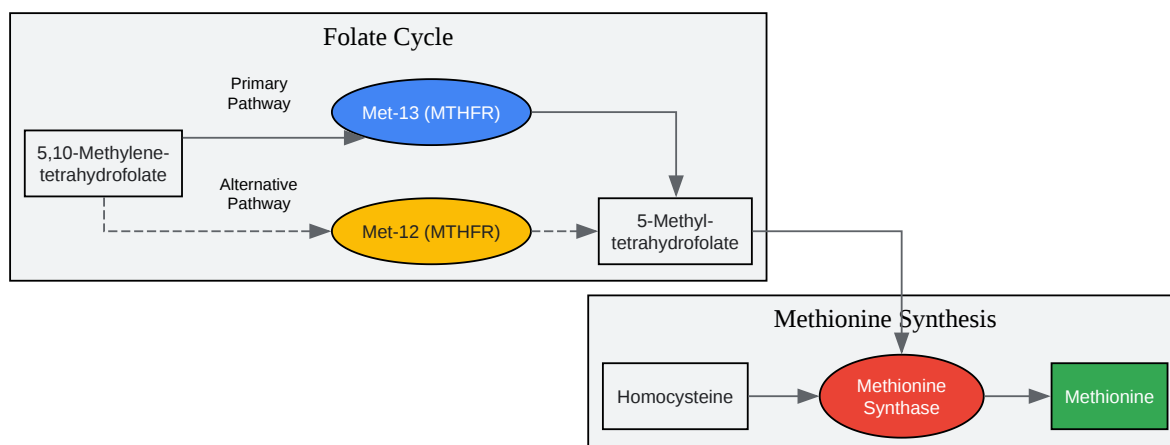 Folate Cycle
Primary
Pathway
Met-13 (MTHFR)
5,10-Methylene-
tetrahydrofolate
Alternative
Pathway
Met-12 (MTHFR)
5-Methyl-
tetrahydrofolate
Methionine Synthesis
Homocysteine
Methionine
Synthase
Methionine